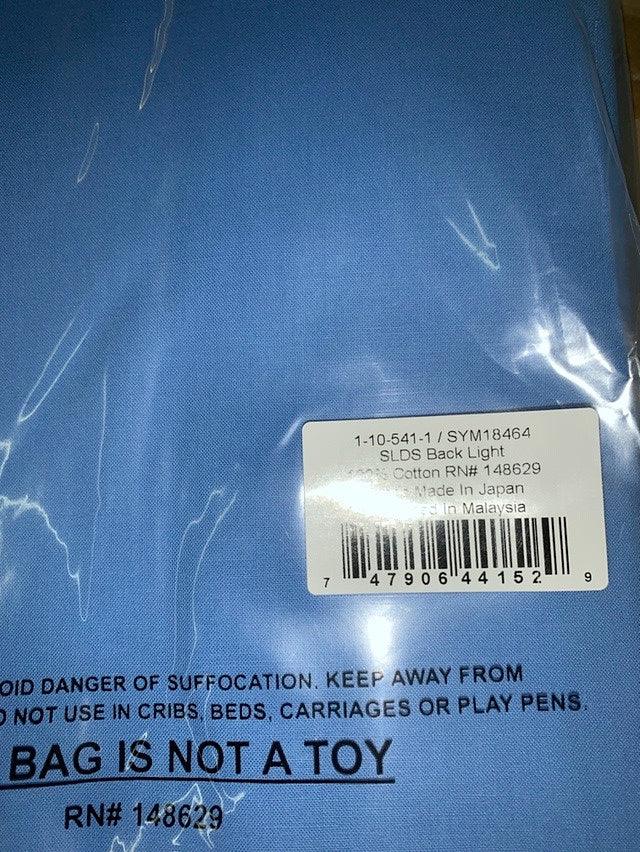 1-10-541-1 / SYM18464
SLDS Back Light
Cotton RN# 148629
Made In Japan
In Malaysia
7 47906 44152 9
DANGER OF SUFFOCATION. KEEP AWAY FROM
NOT USE IN CRIBS, BEDS, CARRIAGES OR PLAY PENS.
BAG IS NOT A TOY
RN# 148629